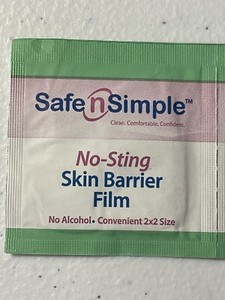 Safe n Simple™
Clean. Comfortable. Confident.
No-Sting
Skin Barrier
Film
No Alcohol • Convenient 2x2 Size